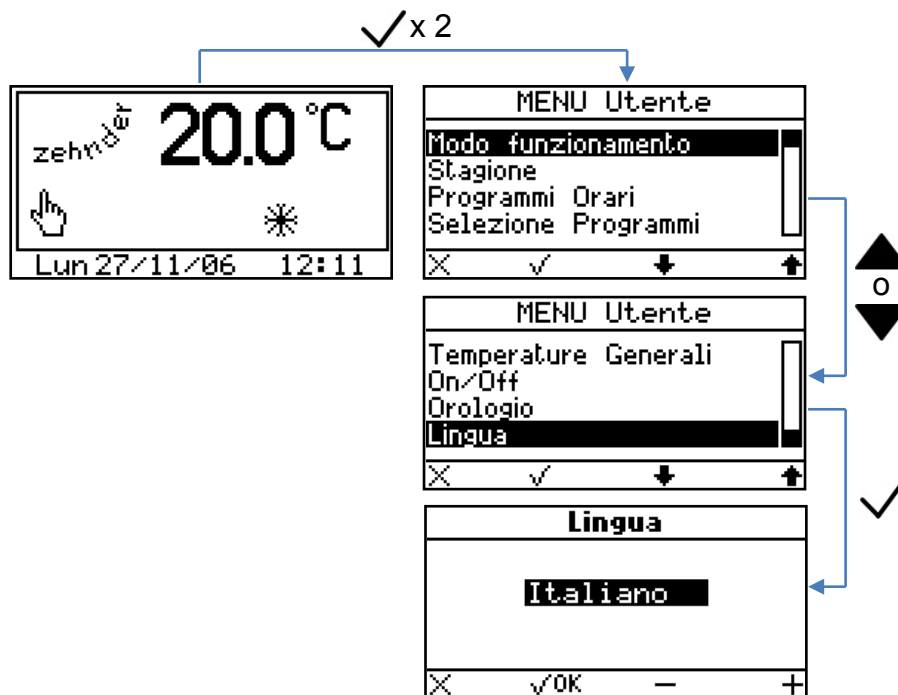 x 2
zehnder
20.0 °C
Lun 27/11/06 12:11
MENU Utente
Modo funzionamento
Stagione
Programmi Orari
Selezione Programmi
o
MENU Utente
Temperature Generali
On/Off
Orologio
Lingua
Lingua
Italiano
OK